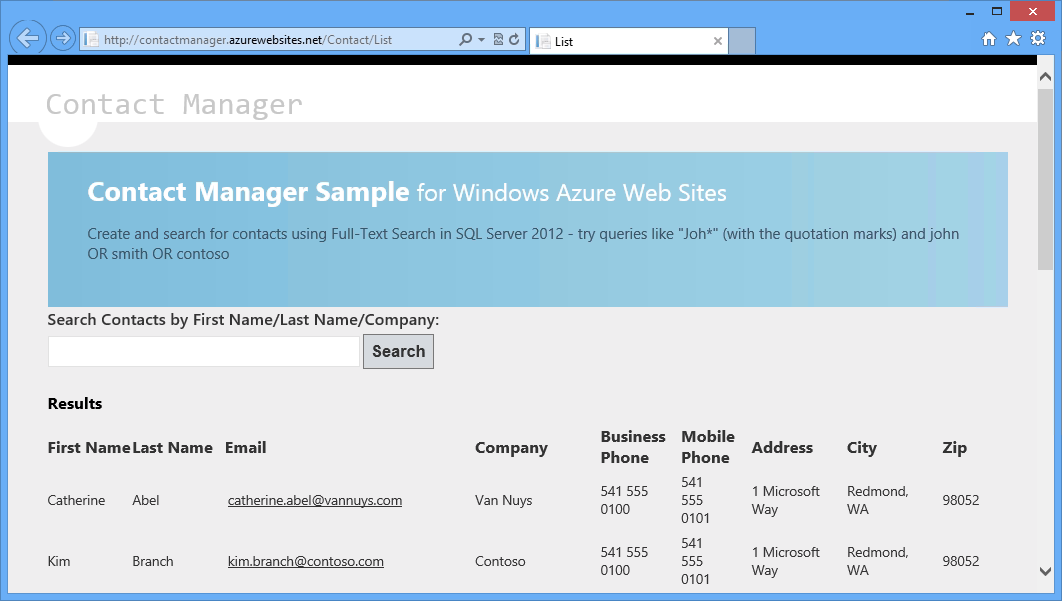 http://contactmanager.azurewebsites.net/Contact/List
List
Contact Manager
Contact Manager Sample for Windows Azure Web Sites
Create and search for contacts using Full-Text Search in SQL Server 2012 - try queries like "Joh*" (with the quotation marks) and john
OR smith OR contoso
Search Contacts by First Name/Last Name/Company:
Search
Results
First Name Last Name Email Company Business Phone Mobile Phone Address City Zip
Catherine Abel catherine.abel@vannuys.com Van Nuys 541 555 0100 541 555 0101 1 Microsoft Way Redmond, WA 98052
Kim Branch kim.branch@contoso.com Contoso 541 555 0100 541 555 0101 1 Microsoft Way Redmond, WA 98052